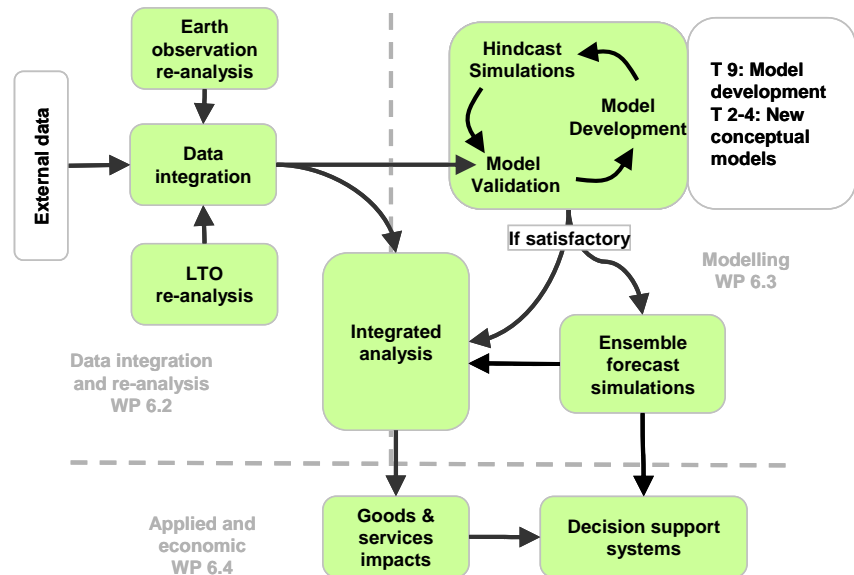 Earth
observation
re-analysis
External data
Data
integration
LTO
re-analysis
Data integration
and re-analysis
WP 6.2
Hindcast
Simulations
Model
Development
Model
Validation
T 9: Model
development
T 2-4: New
conceptual
models
If satisfactory
Modelling
WP 6.3
Integrated
analysis
Ensemble
forecast
simulations
Applied and
economic
WP 6.4
Goods &
services
impacts
Decision support
systems